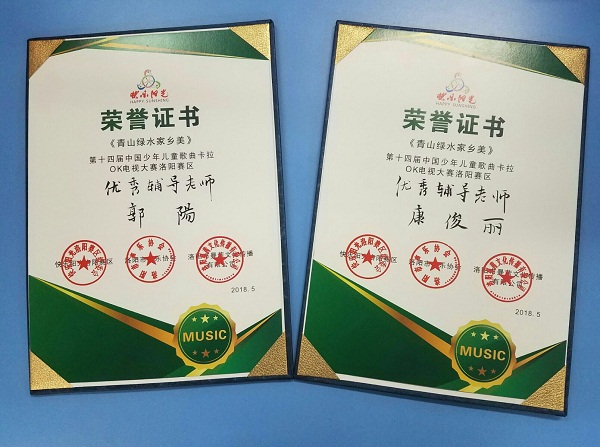 快乐阳光
HAPPY SUNSHING
荣誉证书
《青山绿水家乡美》
第十四届中国少年儿童歌曲卡拉
OK电视大赛洛阳赛区
优秀辅导老师
郭陽
2018.5
MUSIC
快乐阳光
HAPPY SUNSHING
荣誉证书
《青山绿水家乡美》
第十四届中国少年儿童歌曲卡拉
OK电视大赛洛阳赛区
优秀辅导老师
康俊丽
2018.5
MUSIC